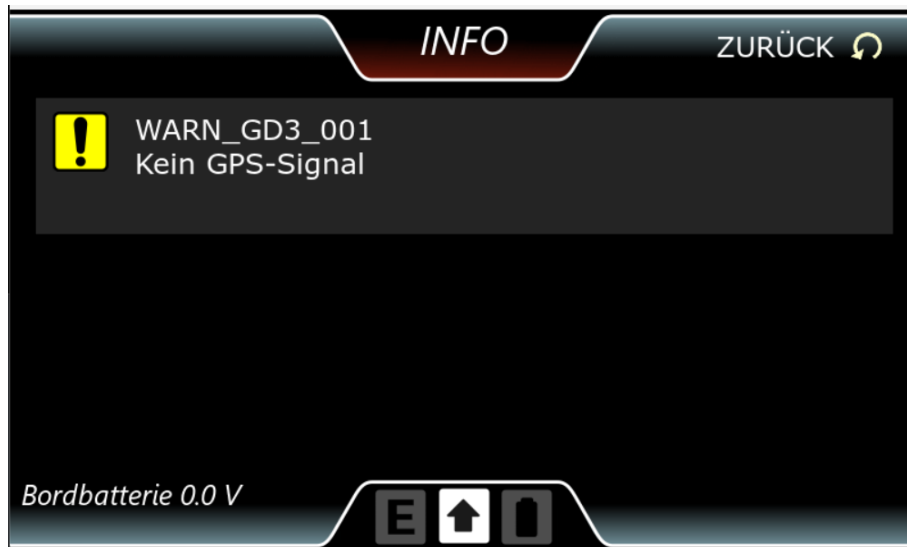 INFO
ZURÜCK
WARN_GD3_001
Kein GPS-Signal
Bordbatterie 0.0 V
E